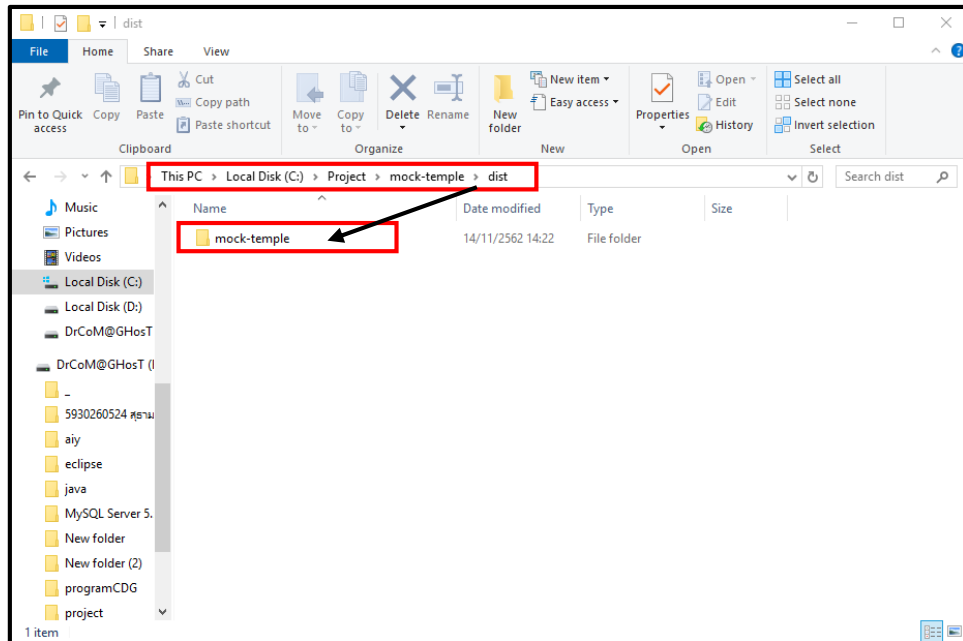 dist
File Home Share View
Pin to Quick access
Copy
Paste
Cut
Copy path
Paste shortcut
Clipboard
Move to
Copy to
Delete
Rename
Organize
New folder
New item
Easy access
New
Properties
Open
Edit
History
Open
Select all
Select none
Invert selection
Select
This PC > Local Disk (C:) > Project > mock-temple > dist
Search dist
Name Date modified Type Size
mock-temple 14/11/2562 14:22 File folder
Music
Pictures
Videos
Local Disk (C:)
Local Disk (D:)
DrCoM@GHosT
DrCoM@GHosT (
_
5930260524 สุธาม
aiy
eclipse
java
MySQL Server 5.
New folder
New folder (2)
programCDG
project
1 item